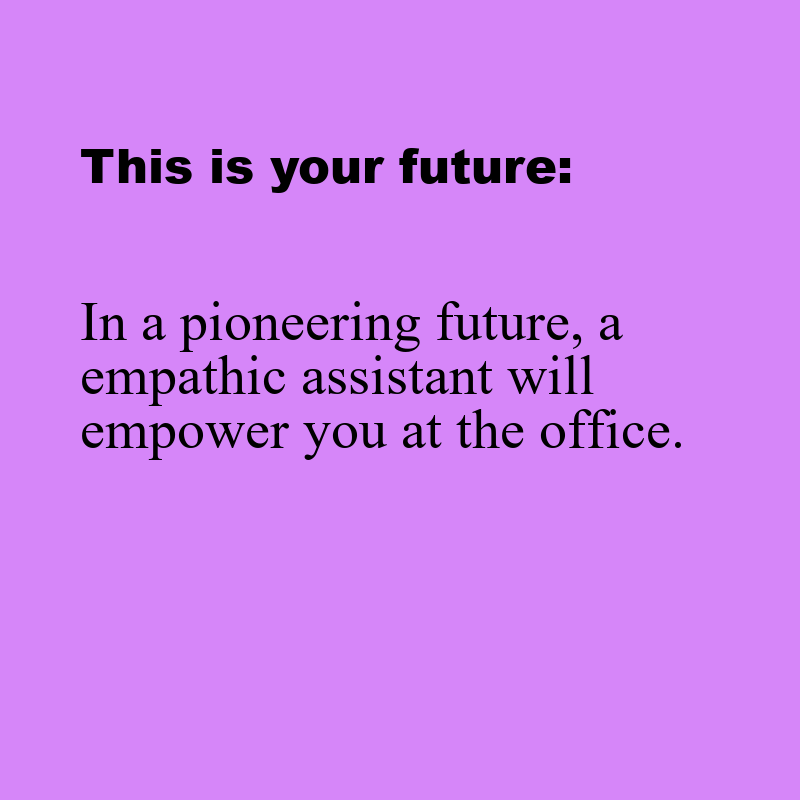 This is your future:
In a pioneering future, a
empathic assistant will
empower you at the office.